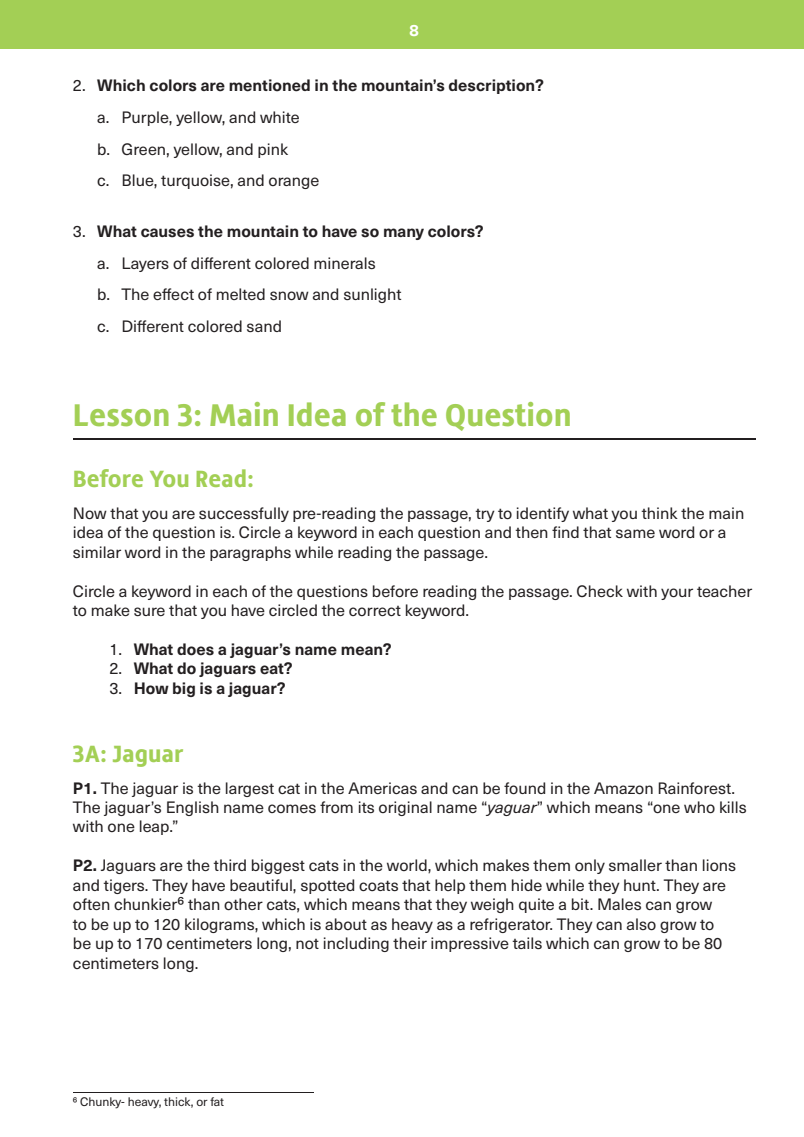 8
2. Which colors are mentioned in the mountain's description?
a. Purple, yellow, and white
b. Green, yellow, and pink
c. Blue, turquoise, and orange
3. What causes the mountain to have so many colors?
a. Layers of different colored minerals
b. The effect of melted snow and sunlight
c. Different colored sand
Lesson 3: Main Idea of the Question
Before You Read:
Now that you are successfully pre-reading the passage, try to identify what you think the main
idea of the question is. Circle a keyword in each question and then find that same word or a
similar word in the paragraphs while reading the passage.
Circle a keyword in each of the questions before reading the passage. Check with your teacher
to make sure that you have circled the correct keyword.
1. What does a jaguar's name mean?
2. What do jaguars eat?
3. How big is a jaguar?
3A: Jaguar
P1. The jaguar is the largest cat in the Americas and can be found in the Amazon Rainforest.
The jaguar's English name comes from its original name “yaguar” which means “one who kills
with one leap.”
P2. Jaguars are the third biggest cats in the world, which makes them only smaller than lions
and tigers. They have beautiful, spotted coats that help them hide while they hunt. They are
often chunkier⁶ than other cats, which means that they weigh quite a bit. Males can grow
to be up to 120 kilograms, which is about as heavy as a refrigerator. They can also grow to
be up to 170 centimeters long, not including their impressive tails which can grow to be 80
centimeters long.
⁶ Chunky- heavy, thick, or fat